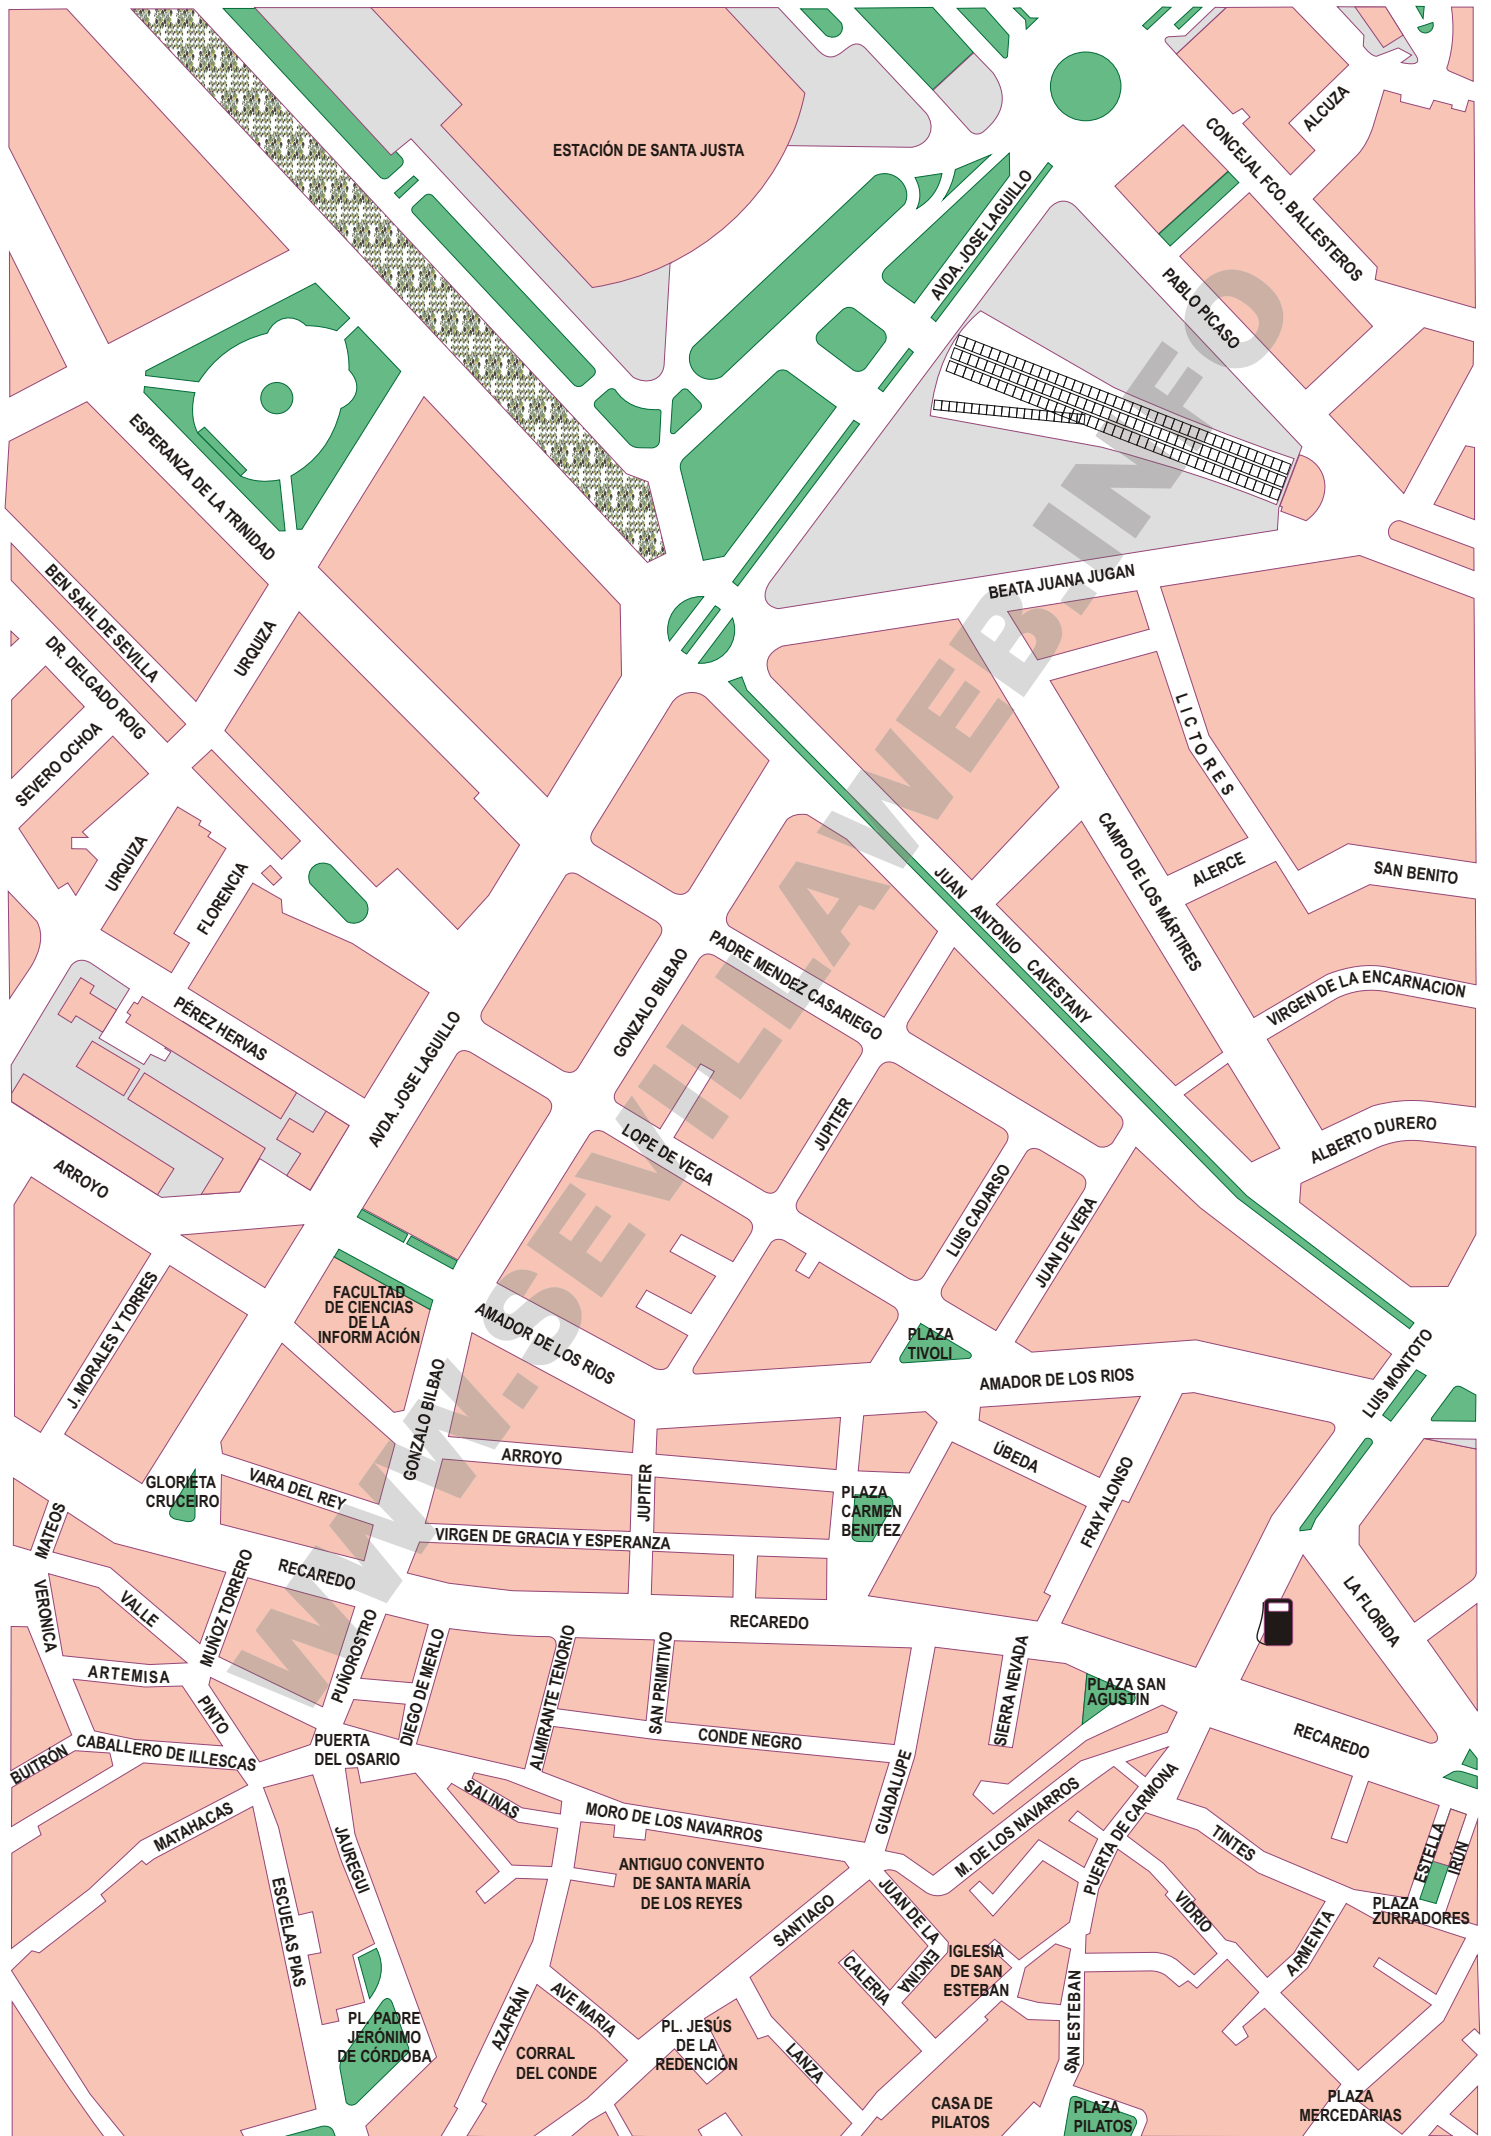 ESTACIÓN DE SANTA JUSTA
ALCUZA
CONCEJAL FCO. BALLESTEROS
AVDA. JOSE LAGUILLO
PABLO PICASO
ESPERANZA DE LA TRINIDAD
BEN SAHL DE SEVILLA
DR. DELGADO ROIG
URQUIZA
SEVERO OCHOA
BEATA JUANA JUGAN
LICTORES
URQUIZA
FLORENCIA
CAMPO DE LOS MÁRTIRES
ALERCE
SAN BENITO
JUAN ANTONIO CAVESTANY
PADRE MENDEZ CASARIEGO
GONZALO BILBAO
VIRGEN DE LA ENCARNACION
PÉREZ HERVAS
AVDA. JOSE LAGUILLO
JUPITER
LOPE DE VEGA
ALBERTO DURERO
ARROYO
LUIS CADARSO
JUAN DE VERA
J. MORALES Y TORRES
FACULTAD
DE CIENCIAS
DE LA
INFORM ACIÓN
AMADOR DE LOS RIOS
PLAZA
TIVOLI
AMADOR DE LOS RIOS
LUIS MONTOTO
GONZALO BILBAO
ARROYO
ÚBEDA
GLORIETA
CRUCEIRO
VARA DEL REY
JUPITER
PLAZA
CARMEN
BENITEZ
FRAY ALONSO
MATEOS
VIRGEN DE GRACIA Y ESPERANZA
RECAREDO
VERONICA
VALLE
MUÑOZ TORRERO
LA FLORIDA
RECAREDO
PUÑOROSTRO
DIEGO DE MERLO
ALMIRANTE TENORIO
SAN PRIMITIVO
SIERRA NEVADA
ARTEMISA
PLAZA SAN
AGUSTIN
PINTO
CONDE NEGRO
RECAREDO
PUERTA
DEL OSARIO
CABALLERO DE ILLESCAS
BUITRÓN
GUADALUPE
SALINAS
MORO DE LOS NAVARROS
M. DE LOS NAVARROS
PUERTA DE CARMONA
TINTES
MATAHACAS
JAUREGUI
ESTELLA
IRÚN
ANTIGUO CONVENTO
DE SANTA MARÍA
DE LOS REYES
ESCUELAS PIAS
SANTIAGO
JUAN DE LA ENCINA
VIDRIO
PLAZA
ZURRADORES
ARMENTA
CALERIA
IGLESIA
DE SAN
ESTEBAN
AZAFRÁN
AVE MARIA
SAN ESTEBAN
PL. PADRE
JERÓNIMO
DE CÓRDOBA
PL. JESÚS
DE LA
REDENCIÓN
CORRAL
DEL CONDE
LANZA
CASA DE
PILATOS
PLAZA
PILATOS
PLAZA
MERCEDARIAS
WWW.SEVILLAWEB.INFO